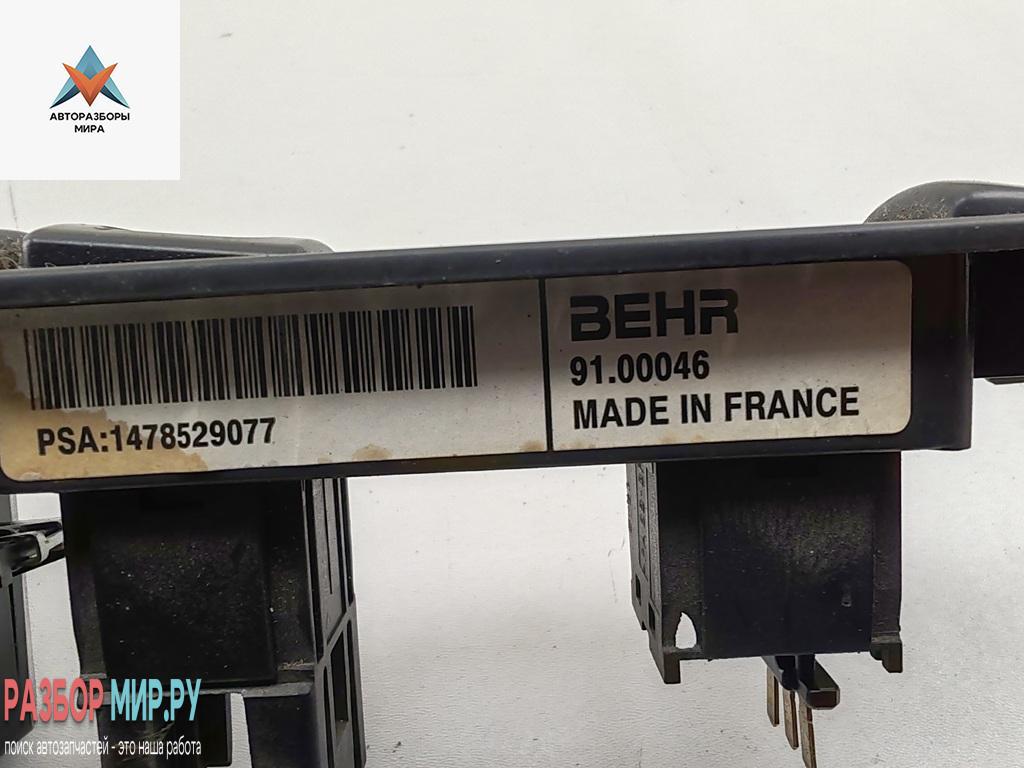 АВТОРАЗБОРЫ
МИРА
BEHR
91.00046
MADE IN FRANCE
PSA:1478529077
РАЗБОР МИР.РУ
поиск автозапчастей - это наша работа